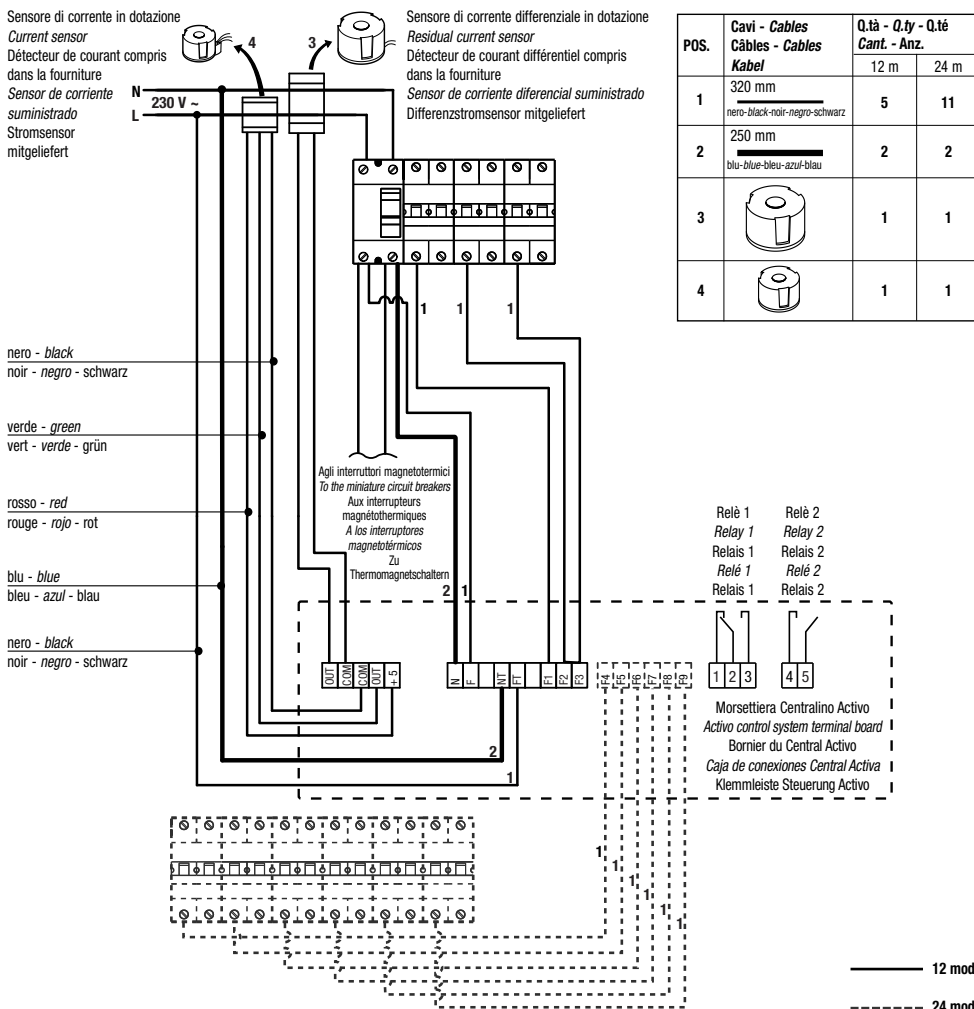 Sensore di corrente in dotazione
Current sensor
Détecteur de courant compris
dans la fourniture
Sensor de corriente
suministrado
Stromsensor
mitgeliefert
4
3
Sensore di corrente differenziale in dotazione
Residual current sensor
Détecteur de courant différentiel compris
dans la fourniture
Sensor de corriente diferencial suministrado
Differenzstromsensor mitgeliefert
N
230 V ~
L
POS.
Cavi - Cables
Câbles - Cables
Kabel
Q.tà - Q.ty - Q.té
Cant. - Anz.
12 m
24 m
1
320 mm
nero-black-noir-negro-schwarz
5
11
2
250 mm
blu-blue-bleu-azul-blau
2
2
3
1
1
4
1
1
1
1
1
nero - black
noir - negro - schwarz
verde - green
vert - verde - grün
rosso - red
rouge - rojo - rot
blu - blue
bleu - azul - blau
nero - black
noir - negro - schwarz
Agli interruttori magnetotermici
To the miniature circuit breakers
Aux interrupteurs
magnétothermiques
A los interruptores
magnetotérmicos
Zu
Thermomagnetschaltern
2
1
Relè 1
Relay 1
Relais 1
Relé 1
Relais 1
Relè 2
Relay 2
Relais 2
Relé 2
Relais 2
OUT
COM
COM
OUT
+ 5
N
F
NT
FT
F1
F2
F3
F4
F5
F6
F7
F8
F9
1 2 3
4 5
Morsettiera Centralino Activo
Activo control system terminal board
Bornier du Central Activo
Caja de conexiones Central Activa
Klemmleiste Steuerung Activo
2
1
1
1
1
1
1
1
12 mod
24 mod